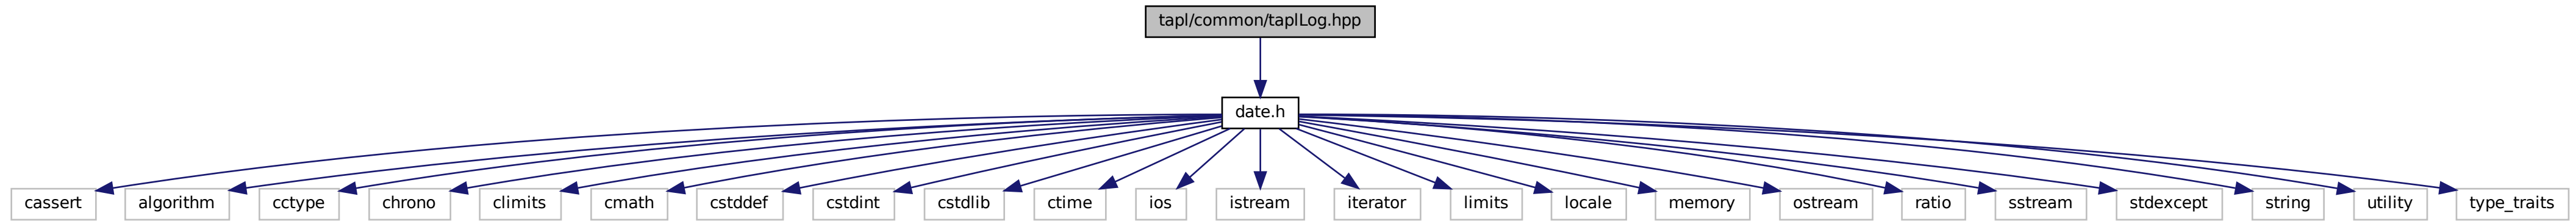 tapl/common/taplLog.hpp
date.h
cassert
algorithm
cctype
chrono
climits
cmath
cstddef
cstdint
cstdlib
ctime
ios
istream
iterator
limits
locale
memory
ostream
ratio
sstream
stdexcept
string
utility
type_traits